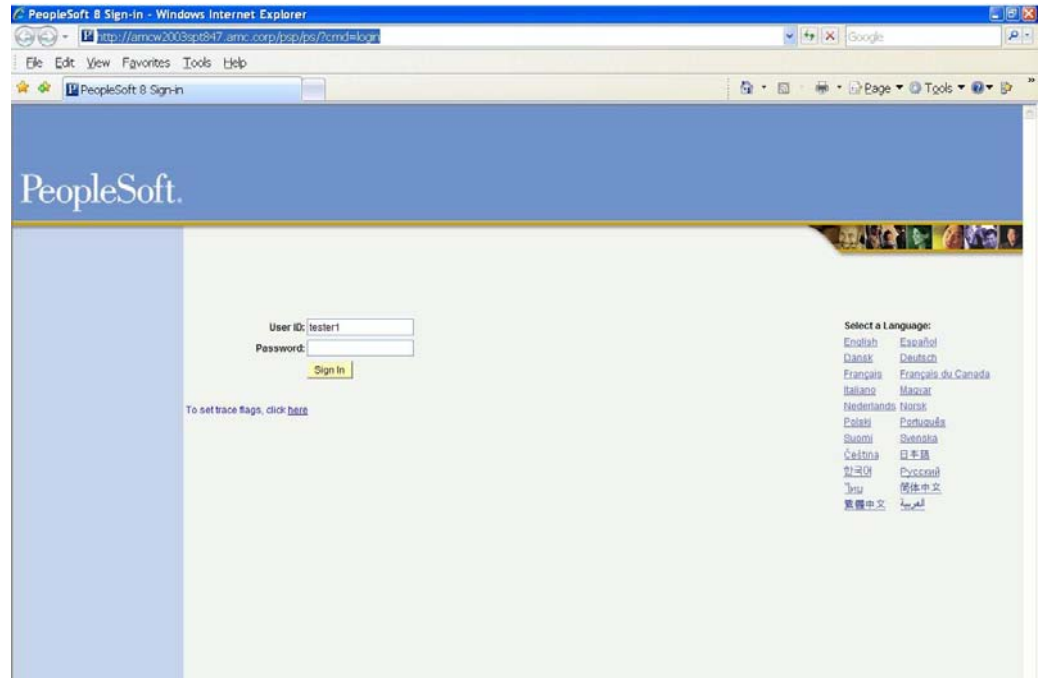 PeopleSoft 8 Sign-in - Windows Internet Explorer
http://amcw2003spt847.amc.corp/psp/ps/?cmd=login
Google
File Edit View Favorites Tools Help
PeopleSoft 8 Sign-in
Page Tools
PeopleSoft.
User ID: tester1
Password:
Sign In
To set trace flags, click here
Select a Language:
English Español
Dansk Deutsch
Français Français du Canada
Italiano Magyar
Nederlands Norsk
Polski Português
Suomi Svenska
Čeština 日本語
한국어 Русский
ไทย 简体中文
繁體中文 العربية